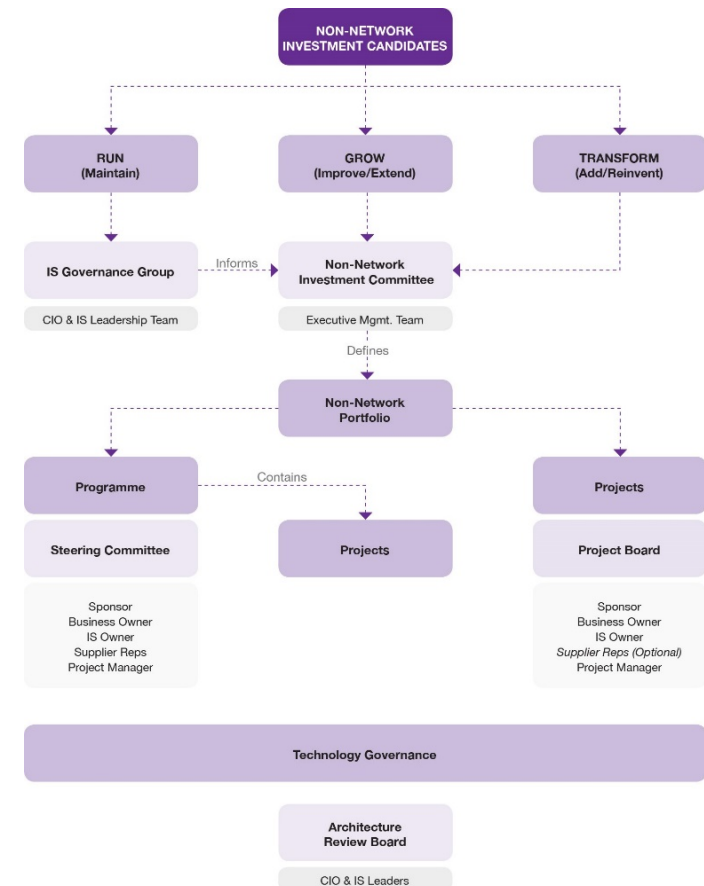 NON-NETWORK
INVESTMENT CANDIDATES
RUN
(Maintain)
GROW
(Improve/Extend)
TRANSFORM
(Add/Reinvent)
IS Governance Group
Informs
Non-Network
Investment Committee
CIO & IS Leadership Team
Executive Mgmt. Team
Defines
Non-Network
Portfolio
Programme
Contains
Projects
Projects
Steering Committee
Project Board
Sponsor
Business Owner
IS Owner
Supplier Reps
Project Manager
Sponsor
Business Owner
IS Owner
Supplier Reps (Optional)
Project Manager
Technology Governance
Architecture
Review Board
CIO & IS Leaders